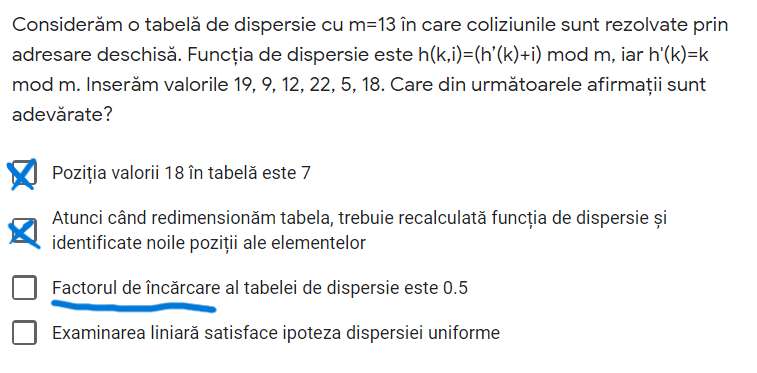 Considerăm o tabelă de dispersie cu m=13 în care coliziunile sunt rezolvate prin
adresare deschisă. Funcția de dispersie este h(k,i)=(h’(k)+i) mod m, iar h'(k)=k
mod m. Inserăm valorile 19, 9, 12, 22, 5, 18. Care din următoarele afirmații sunt
adevărate?
Poziția valorii 18 în tabelă este 7
Atunci când redimensionăm tabela, trebuie recalculată funcția de dispersie și
identificate noile poziții ale elementelor
Factorul de încărcare al tabelei de dispersie este 0.5
Examinarea liniară satisface ipoteza dispersiei uniforme